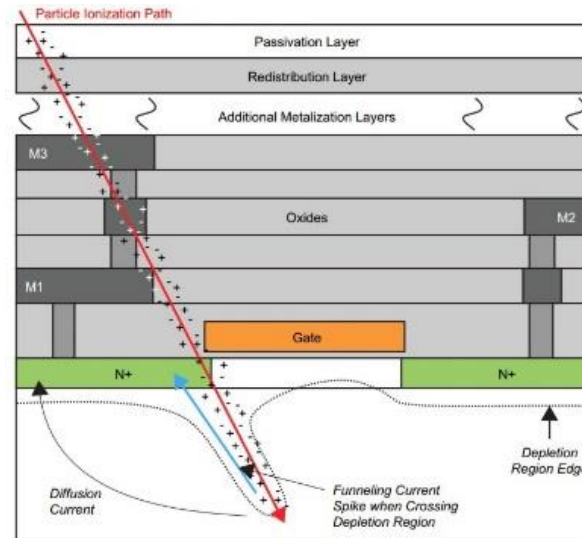 Particle Ionization Path
Passivation Layer
Redistribution Layer
Additional Metalization Layers
M3
Oxides
M2
M1
Gate
N+
N+
Diffusion
Current
Funneling Current
Spike when Crossing
Depletion Region
Depletion
Region Edge